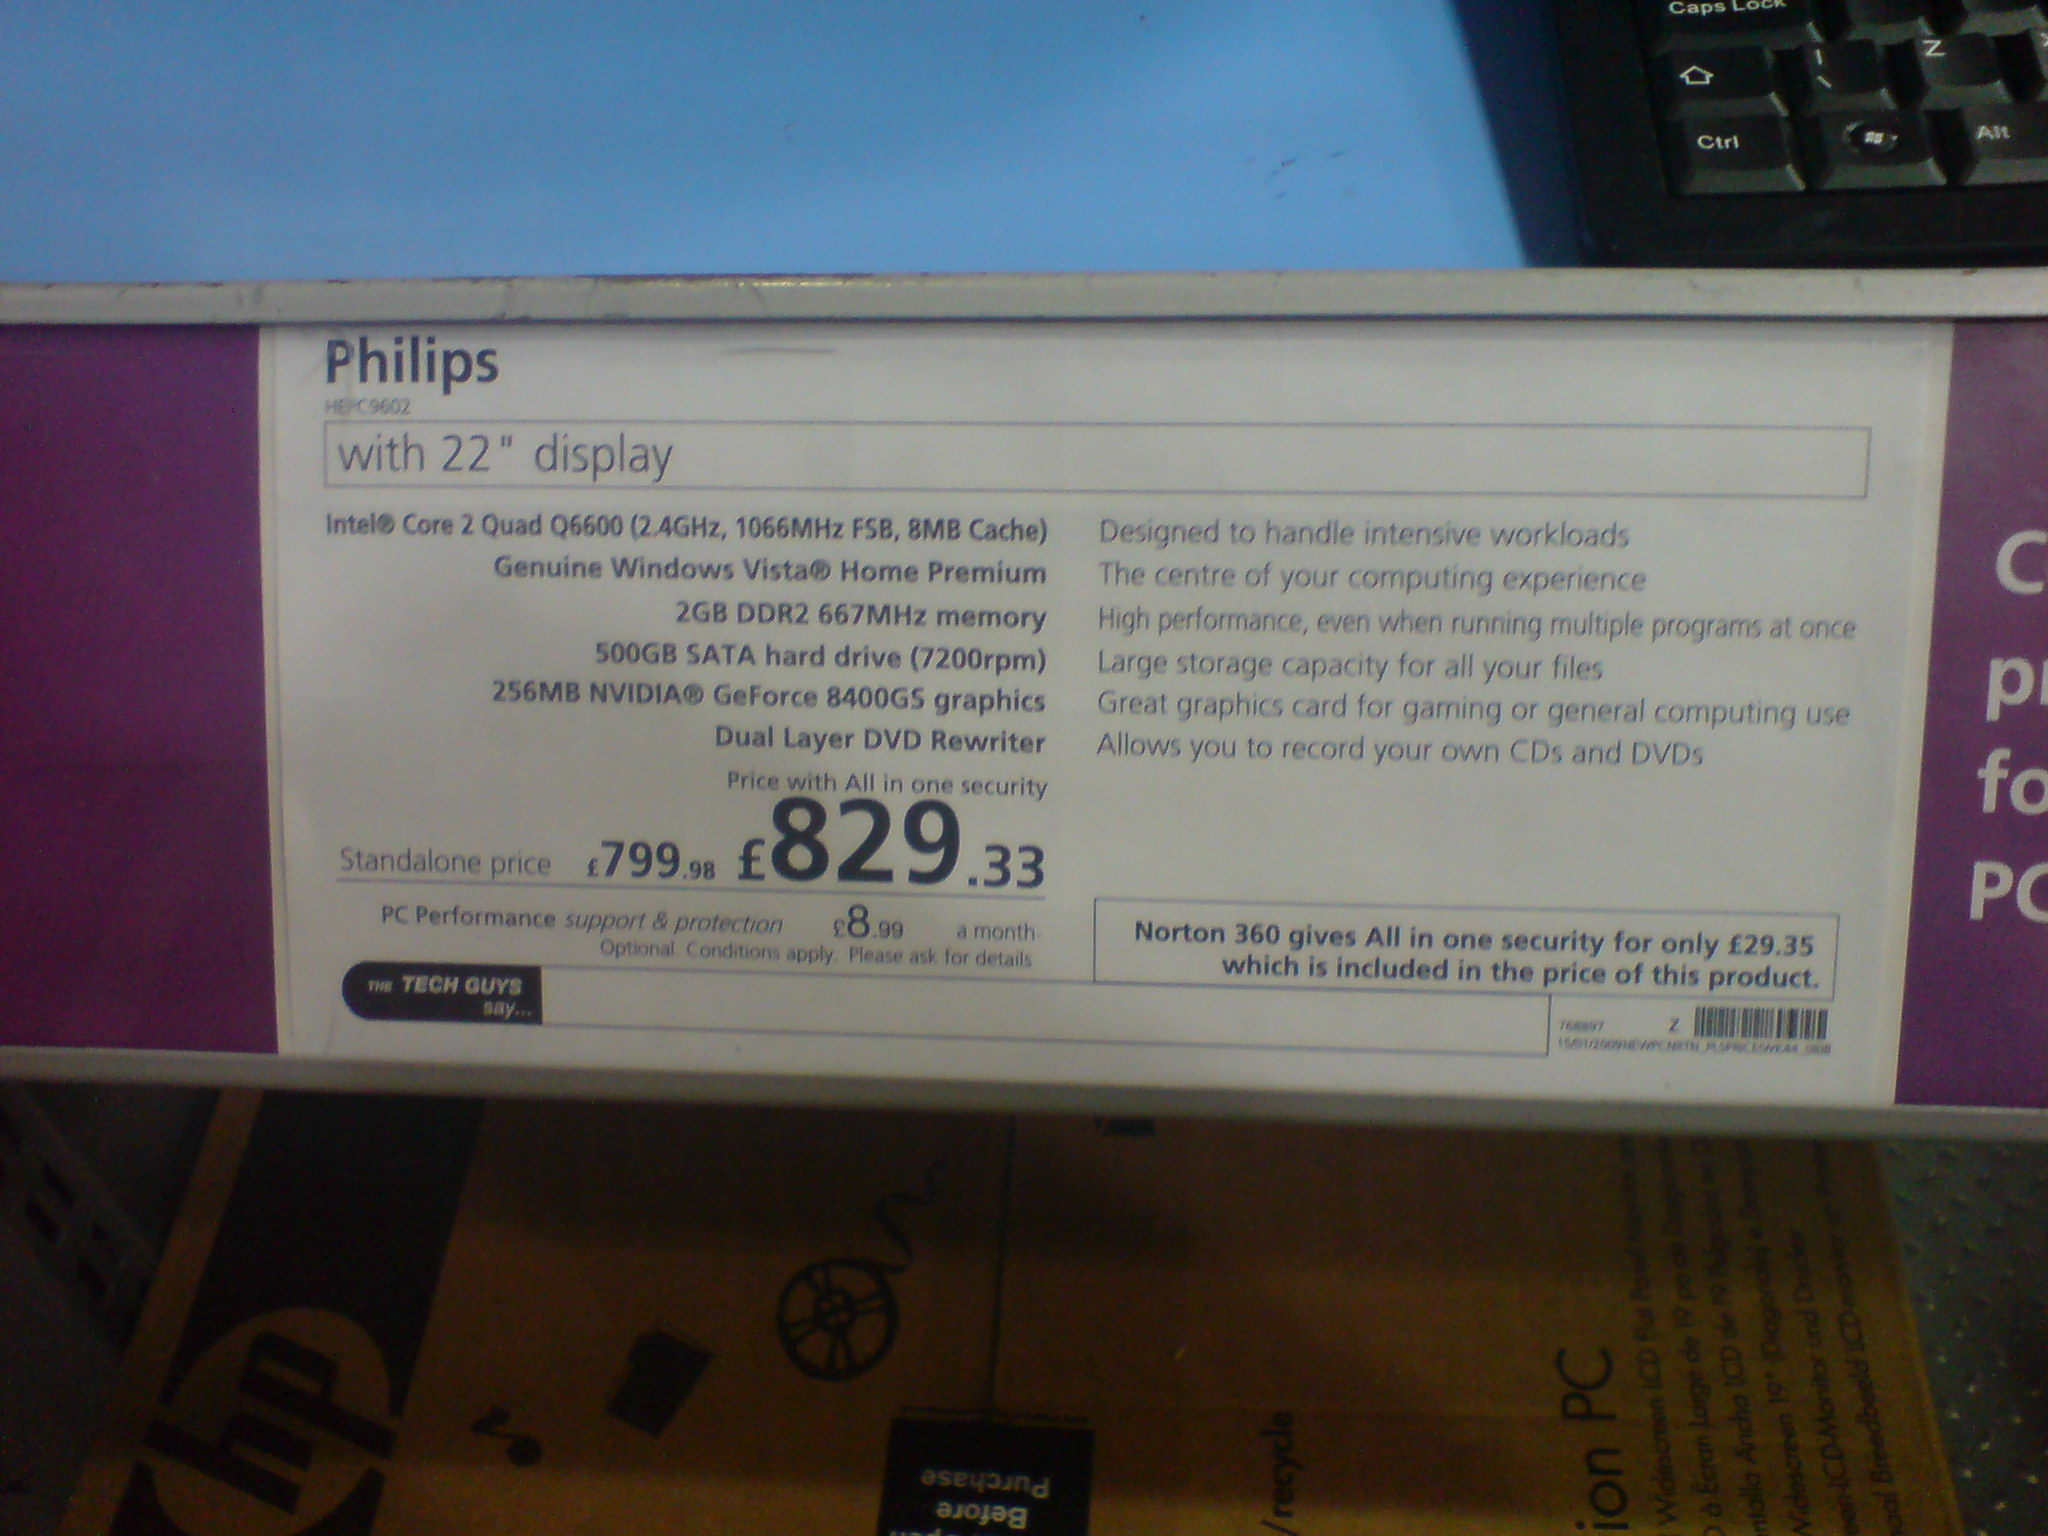 Caps Lock
Z
Ctrl
Alt
Philips
HEPC9602
with 22" display
Intel® Core 2 Quad Q6600 (2.4GHz, 1066MHz FSB, 8MB Cache) Designed to handle intensive workloads
Genuine Windows Vista® Home Premium The centre of your computing experience
2GB DDR2 667MHz memory High performance, even when running multiple programs at once
500GB SATA hard drive (7200rpm) Large storage capacity for all your files
256MB NVIDIA® GeForce 8400GS graphics Great graphics card for gaming or general computing use
Dual Layer DVD Rewriter Allows you to record your own CDs and DVDs
Price with All in one security
Standalone price £799.98 £829.33
PC Performance support & protection £8.99 a month
Optional. Conditions apply. Please ask for details
Norton 360 gives All in one security for only £29.35
which is included in the price of this product.
THE TECH GUYS
say...
Z
C
pr
fo
PC
hp
Before
Purchase
/recycle
ion PC